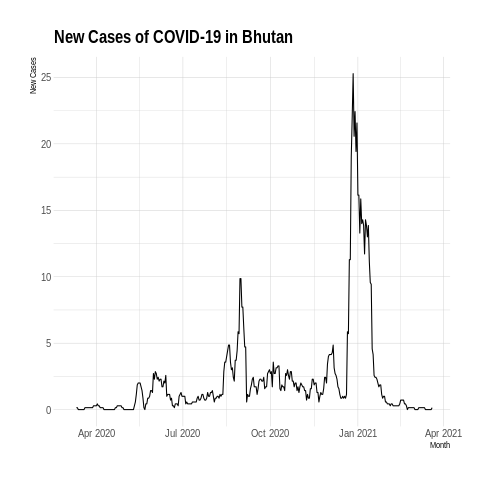 New Cases of COVID-19 in Bhutan
New Cases
25
20
15
10
5
0
Apr 2020
Jul 2020
Oct 2020
Jan 2021
Apr 2021
Month